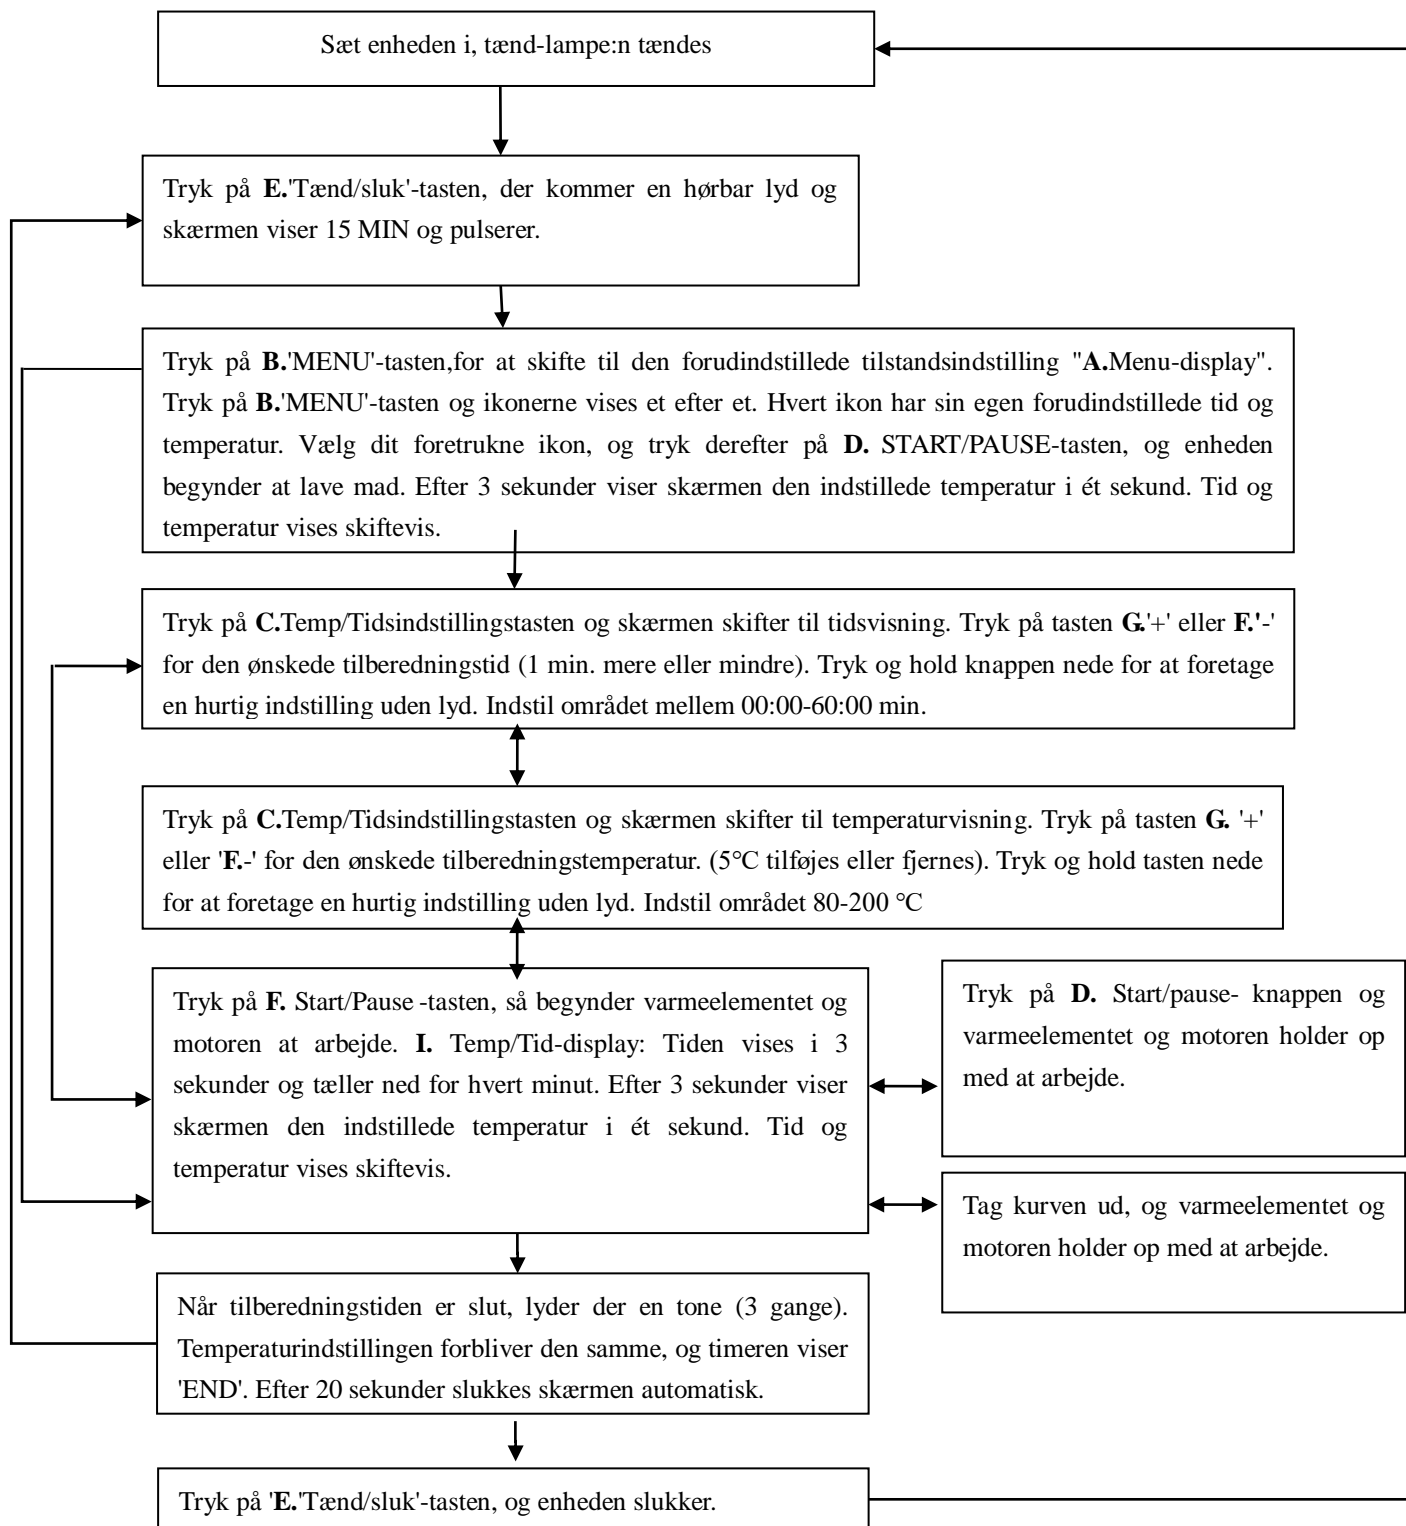 Sæt enheden i, tænd-lampe:n tændes
Tryk på E.'Tænd/sluk'-tasten, der kommer en hørbar lyd og
skærmen viser 15 MIN og pulserer.
Tryk på B.'MENU'-tasten,for at skifte til den forudindstillede tilstandsindstilling "A.Menu-display".
Tryk på B.'MENU'-tasten og ikonerne vises et efter et. Hvert ikon har sin egen forudindstillede tid og
temperatur. Vælg dit foretrukne ikon, og tryk derefter på D. START/PAUSE-tasten, og enheden
begynder at lave mad. Efter 3 sekunder viser skærmen den indstillede temperatur i ét sekund. Tid og
temperatur vises skiftevis.
Tryk på C.Temp/Tidsindstillingstasten og skærmen skifter til tidsvisning. Tryk på tasten G.'+' eller F.'-'
for den ønskede tilberedningstid (1 min. mere eller mindre). Tryk og hold knappen nede for at foretage
en hurtig indstilling uden lyd. Indstil området mellem 00:00-60:00 min.
Tryk på C.Temp/Tidsindstillingstasten og skærmen skifter til temperaturvisning. Tryk på tasten G. '+'
eller 'F.-' for den ønskede tilberedningstemperatur. (5°C tilføjes eller fjernes). Tryk og hold tasten nede
for at foretage en hurtig indstilling uden lyd. Indstil området 80-200 °C
Tryk på F. Start/Pause -tasten, så begynder varmeelementet og
motoren at arbejde. I. Temp/Tid-display: Tiden vises i 3
sekunder og tæller ned for hvert minut. Efter 3 sekunder viser
skærmen den indstillede temperatur i ét sekund. Tid og
temperatur vises skiftevis.
Tryk på D. Start/pause- knappen og
varmeelementet og motoren holder op
med at arbejde.
Tag kurven ud, og varmeelementet og
motoren holder op med at arbejde.
Når tilberedningstiden er slut, lyder der en tone (3 gange).
Temperaturindstillingen forbliver den samme, og timeren viser
'END'. Efter 20 sekunder slukkes skærmen automatisk.
Tryk på 'E.'Tænd/sluk'-tasten, og enheden slukker.